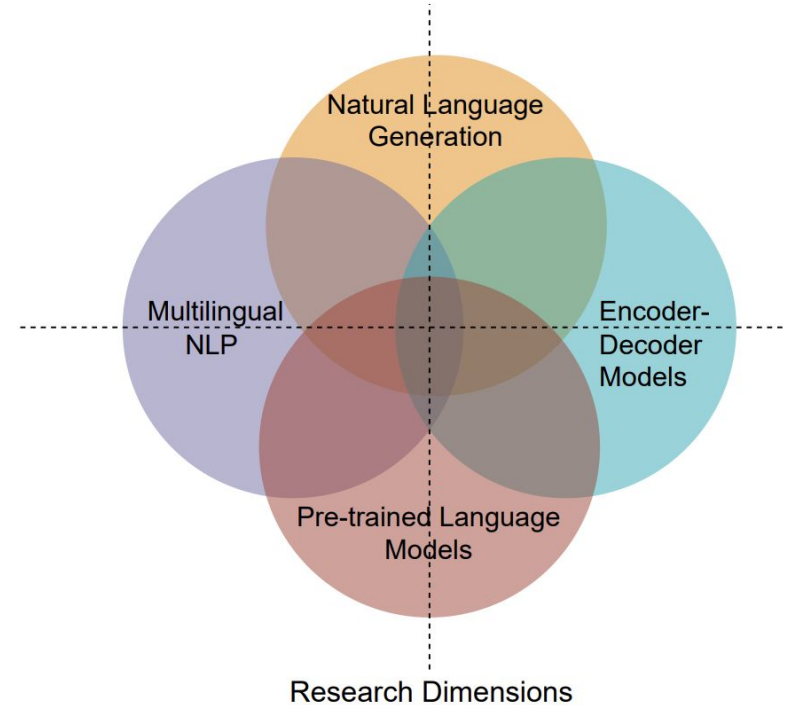 Natural Language
Generation
Multilingual
NLP
Encoder-
Decoder
Models
Pre-trained Language
Models
Research Dimensions